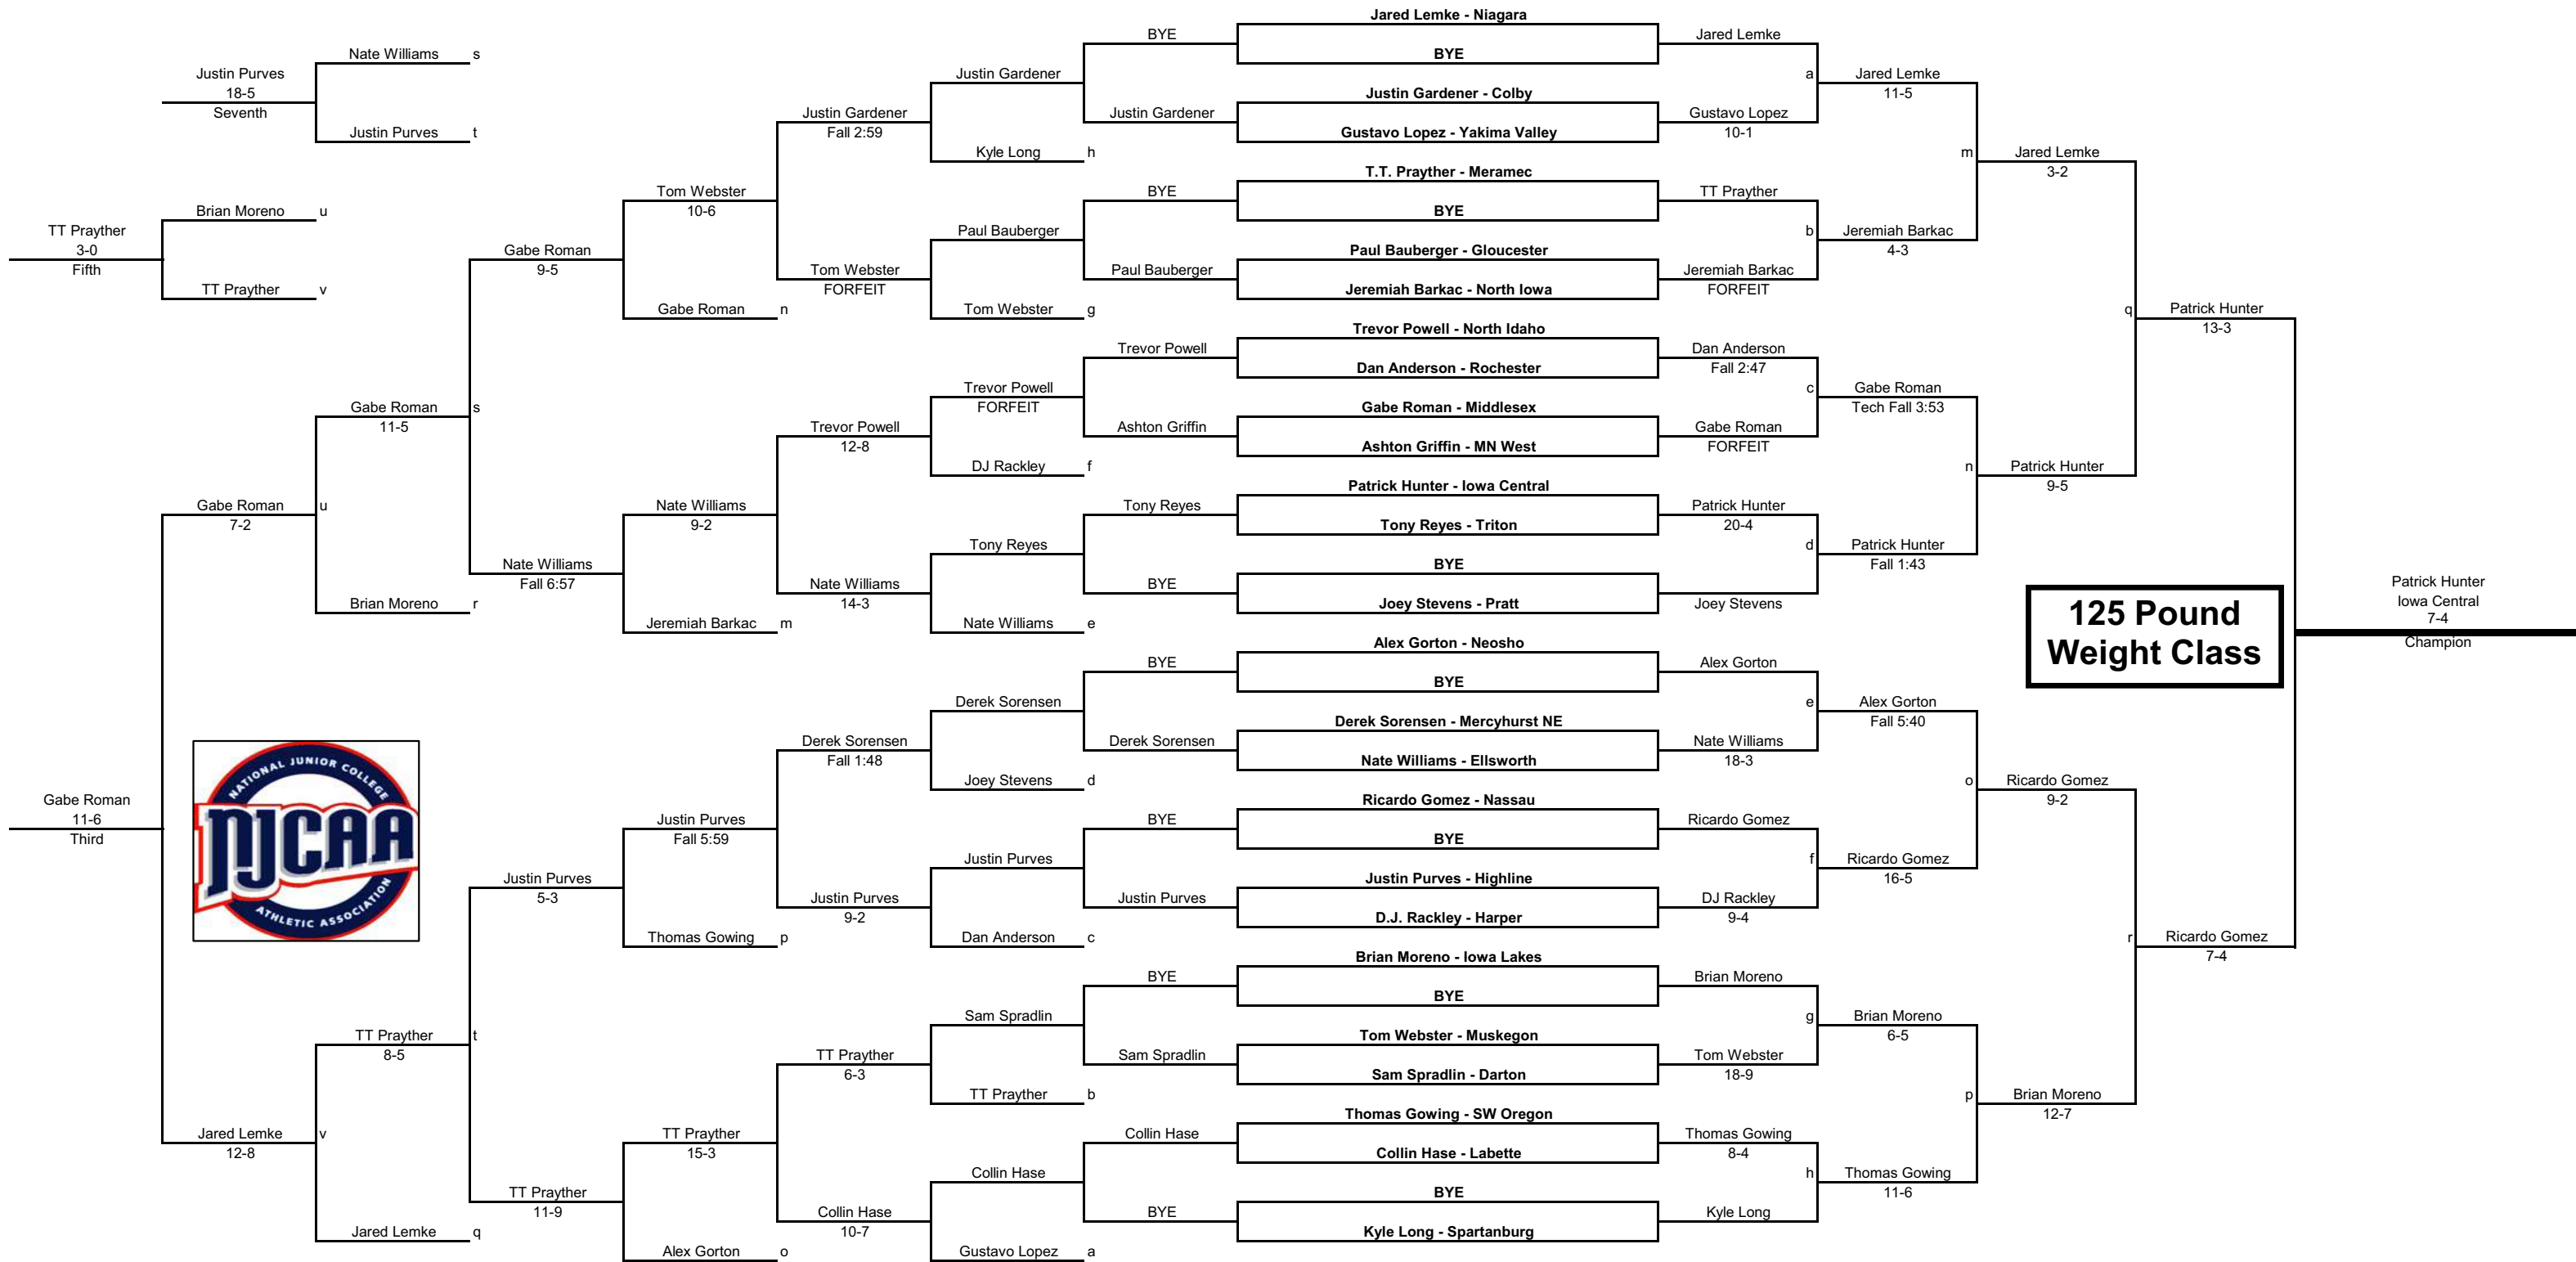 Jared Lemke - Niagara
BYE Jared Lemke
Nate Williams s BYE
Justin Purves Justin Gardener a Jared Lemke
18-5 Justin Gardener - Colby 11-5
Seventh Justin Gardener Justin Gardener Gustavo Lopez
Justin Purves t Fall 2:59 Gustavo Lopez - Yakima Valley 10-1
Kyle Long h m Jared Lemke
T.T. Prayther - Meramec 3-2
Tom Webster BYE TT Prayther
Brian Moreno u 10-6 BYE
TT Prayther Paul Bauberger b Jeremiah Barkac
3-0 Gabe Roman Paul Bauberger - Gloucester 4-3
Fifth 9-5 Tom Webster Paul Bauberger Jeremiah Barkac
TT Prayther v FORFEIT Jeremiah Barkac - North Iowa FORFEIT
Gabe Roman n Tom Webster g q Patrick Hunter
Trevor Powell - North Idaho 13-3
Trevor Powell Dan Anderson
Dan Anderson - Rochester Fall 2:47
Trevor Powell c Gabe Roman
Gabe Roman s FORFEIT Gabe Roman - Middlesex Tech Fall 3:53
11-5 Trevor Powell Ashton Griffin Gabe Roman
12-8 Ashton Griffin - MN West FORFEIT
DJ Rackley f n Patrick Hunter
Patrick Hunter - Iowa Central 9-5
Gabe Roman u Nate Williams Tony Reyes Patrick Hunter
7-2 9-2 Tony Reyes - Triton 20-4
Tony Reyes d Patrick Hunter
Nate Williams BYE Fall 1:43
Fall 6:57 Nate Williams BYE Patrick Hunter
Brian Moreno r 14-3 Joey Stevens - Pratt Joey Stevens Iowa Central
Jeremiah Barkac m Nate Williams e 125 Pound 7-4
Alex Gorton - Neosho Weight Class Champion
BYE Alex Gorton
BYE
Derek Sorensen e Alex Gorton
Derek Sorensen - Mercyhurst NE Fall 5:40
Derek Sorensen Derek Sorensen Nate Williams
Fall 1:48 Nate Williams - Ellsworth 18-3
NATIONAL JUNIOR COLLEGE
Joey Stevens d o Ricardo Gomez
Gabe Roman Ricardo Gomez - Nassau 9-2
11-6 Justin Purves BYE Ricardo Gomez
Third Fall 5:59 BYE
NJCAA
Justin Purves f Ricardo Gomez
Justin Purves Justin Purves - Highline 16-5
5-3 Justin Purves Justin Purves DJ Rackley
ATHLETIC ASSOCIATION
9-2 D.J. Rackley - Harper 9-4
Thomas Gowing p Dan Anderson c r Ricardo Gomez
Brian Moreno - Iowa Lakes 7-4
BYE Brian Moreno
BYE
Sam Spradlin g Brian Moreno
TT Prayther t Tom Webster - Muskegon 6-5
8-5 TT Prayther Sam Spradlin Tom Webster
6-3 Sam Spradlin - Darton 18-9
TT Prayther b p Brian Moreno
Thomas Gowing - SW Oregon 12-7
Jared Lemke v TT Prayther Collin Hase Thomas Gowing
12-8 15-3 Collin Hase - Labette 8-4
Collin Hase h Thomas Gowing
TT Prayther BYE 11-6
11-9 Collin Hase BYE Kyle Long
Jared Lemke q 10-7 Kyle Long - Spartanburg
Alex Gorton o Gustavo Lopez a